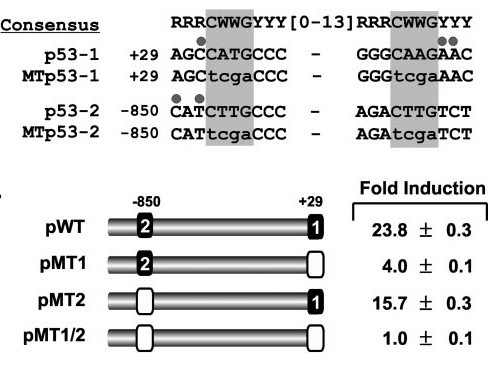 Consensus RRRCWWGYYY[0-13]RRRCWWGYYY
p53-1 +29 AGCCATGCCC - GGGCAAGAAC
MTp53-1 +29 AGCtcgaCCC - GGGtcgaAAC
p53-2 -850 CATCTTGCCC - AGACTTGTCT
MTp53-2 -850 CATtcgaCCC - AGAtcgaTCT
-850 +29 Fold Induction
pWT 2 1 23.8 ± 0.3
pMT1 2 4.0 ± 0.1
pMT2 1 15.7 ± 0.3
pMT1/2 1.0 ± 0.1